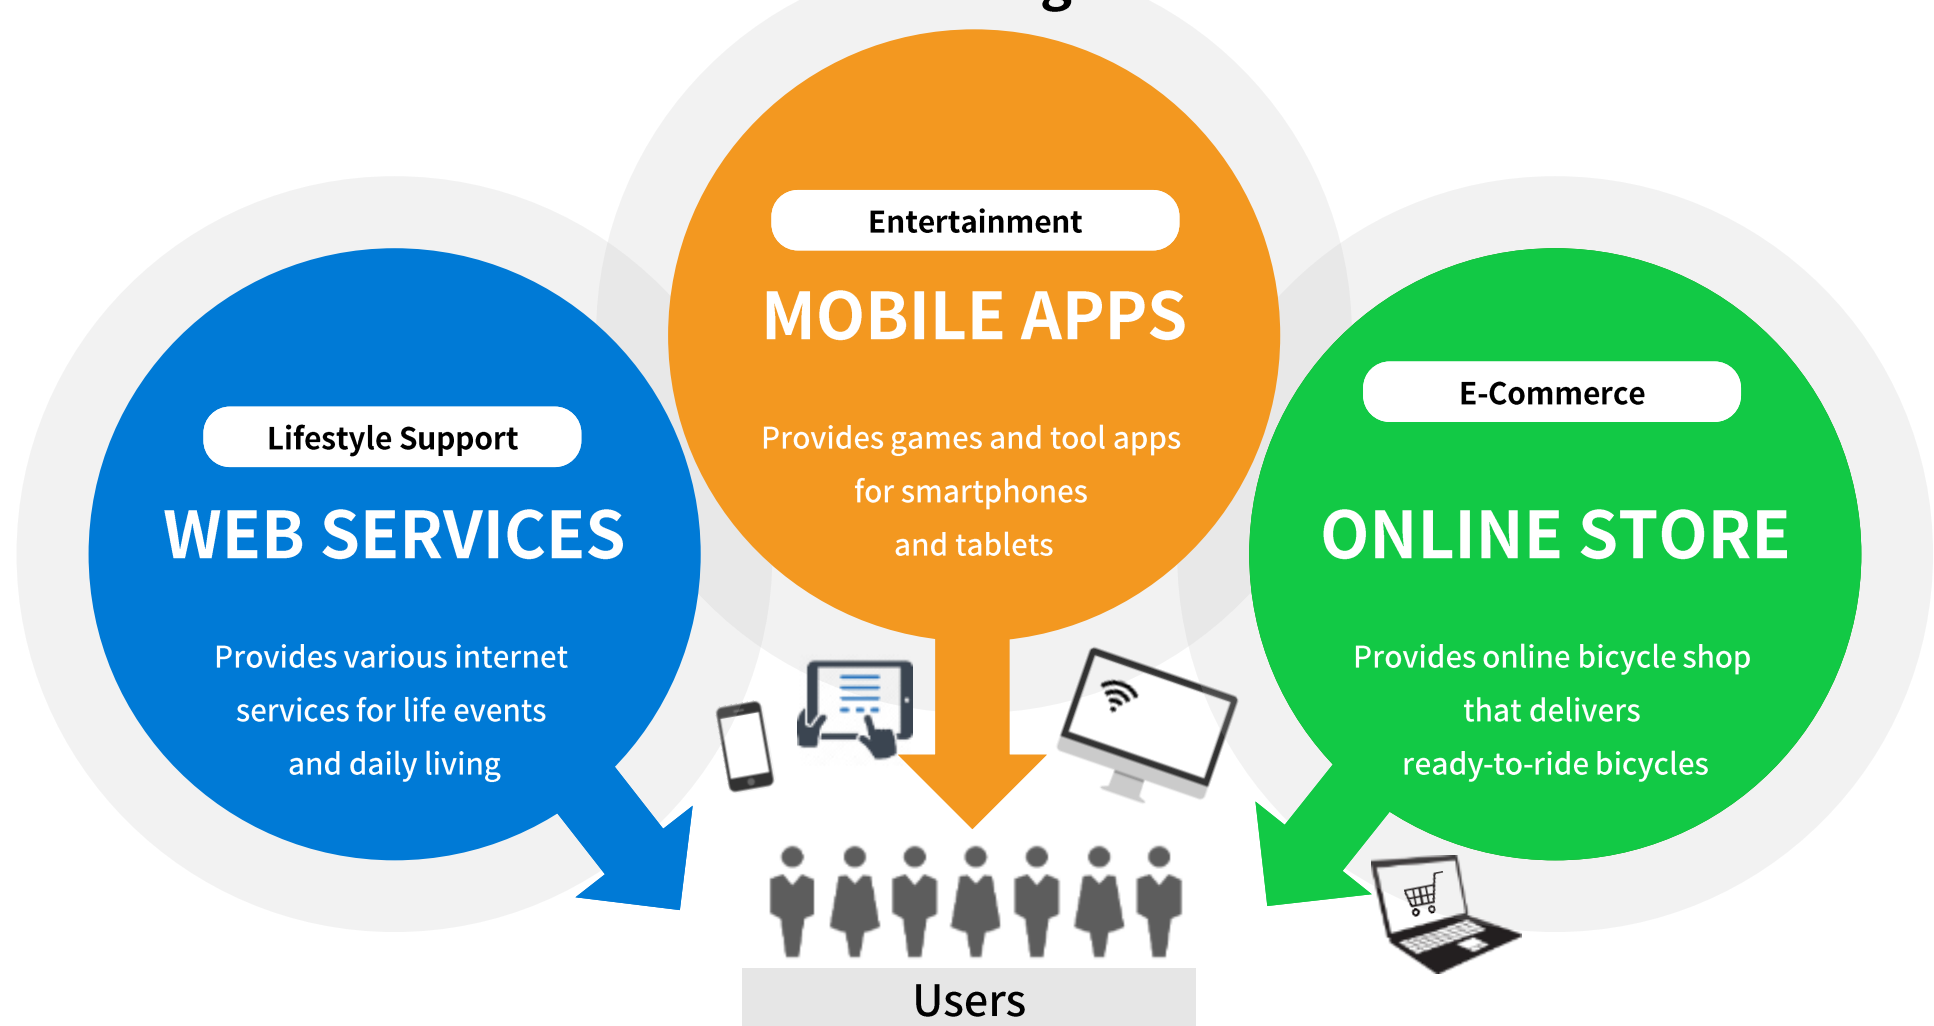 Entertainment
MOBILE APPS
Provides games and tool apps
for smartphones
and tablets
Lifestyle Support
WEB SERVICES
Provides various internet
services for life events
and daily living
E-Commerce
ONLINE STORE
Provides online bicycle shop
that delivers
ready-to-ride bicycles
Users